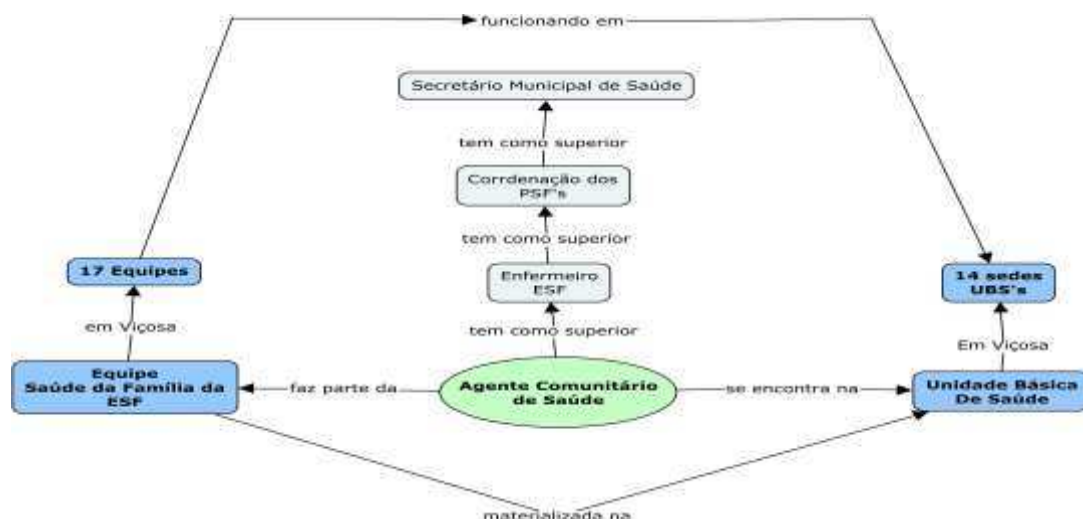 funcionando em
Secretário Municipal de Saúde
tem como superior
Corrdenação dos
PSF's
tem como superior
17 Equipes
Enfermeiro
ESF
14 sedes
UBS's
em Viçosa
tem como superior
Em Viçosa
Equipe
Saúde da Família da
ESF
faz parte da
Agente Comunitário
de Saúde
se encontra na
Unidade Básica
De Saúde
materializada na